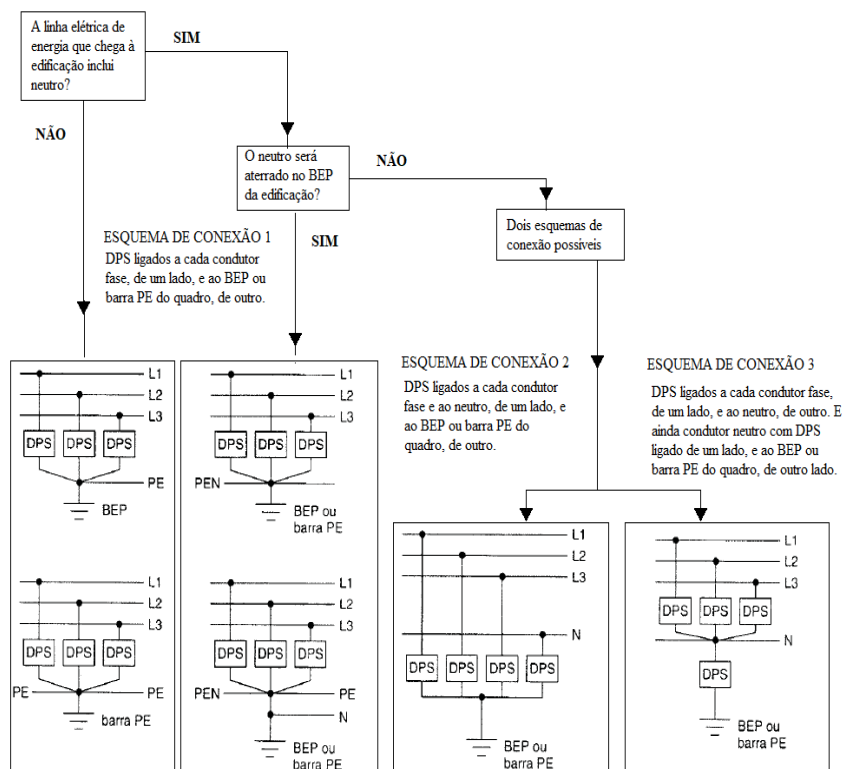 A linha elétrica de
energia que chega à
edificação inclui
neutro?
SIM
NÃO
O neutro será
aterrado no BEP
da edificação?
NÃO
SIM
Dois esquemas de
conexão possiveis
ESQUEMA DE CONEXÃO 1
DPS ligados a cada condutor
fase, de um lado, e ao BEP ou
barra PE do quadro, de outro.
ESQUEMA DE CONEXÃO 2
DPS ligados a cada condutor
fase e ao neutro, de um lado, e
ao BEP ou barra PE do
quadro, de outro.
ESQUEMA DE CONEXÃO 3
DPS ligados a cada condutor fase,
de um lado, e ao neutro, de outro. E
ainda condutor neutro com DPS
ligado de um lado, e ao BEP ou
barra PE do quadro, de outro lado.
L1
L2
L3
DPS DPS DPS
PE
BEP
L1
L2
L3
DPS DPS DPS
PE PE
barra PE
L1
L2
L3
DPS DPS DPS
PEN
BEP ou
barra PE
L1
L2
L3
DPS DPS DPS
PEN PE
N
BEP ou
barra PE
L1
L2
L3
N
DPS DPS DPS DPS
BEP ou
barra PE
L1
L2
L3
DPS DPS DPS
N
DPS
BEP ou
barra PE